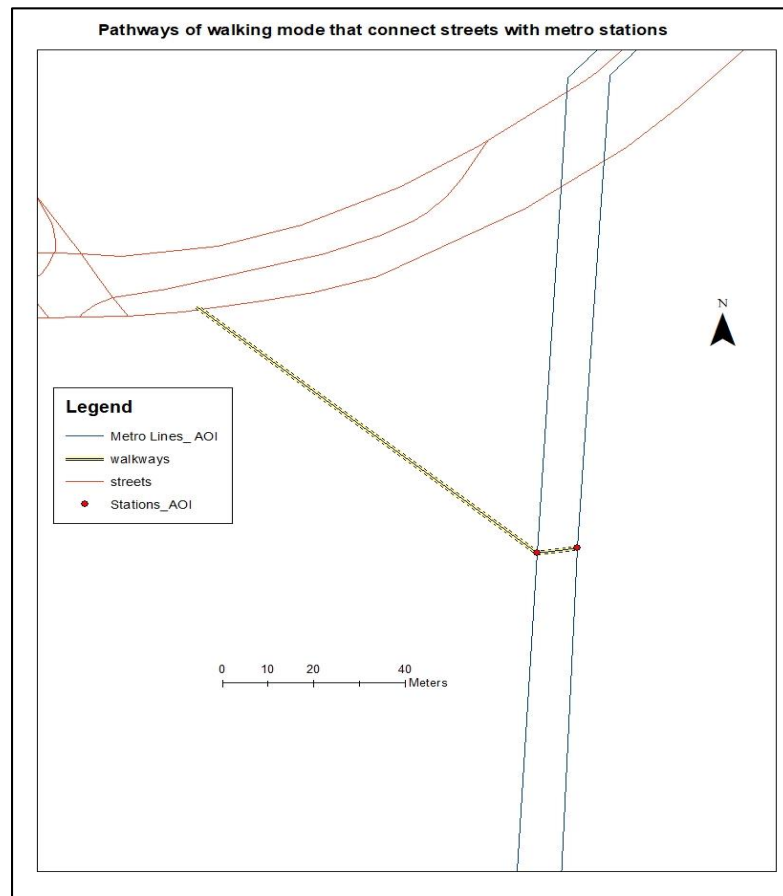 Pathways of walking mode that connect streets with metro stations
N
Legend
Metro Lines_ AOI
walkways
streets
Stations_AOI
0 10 20 40
Meters